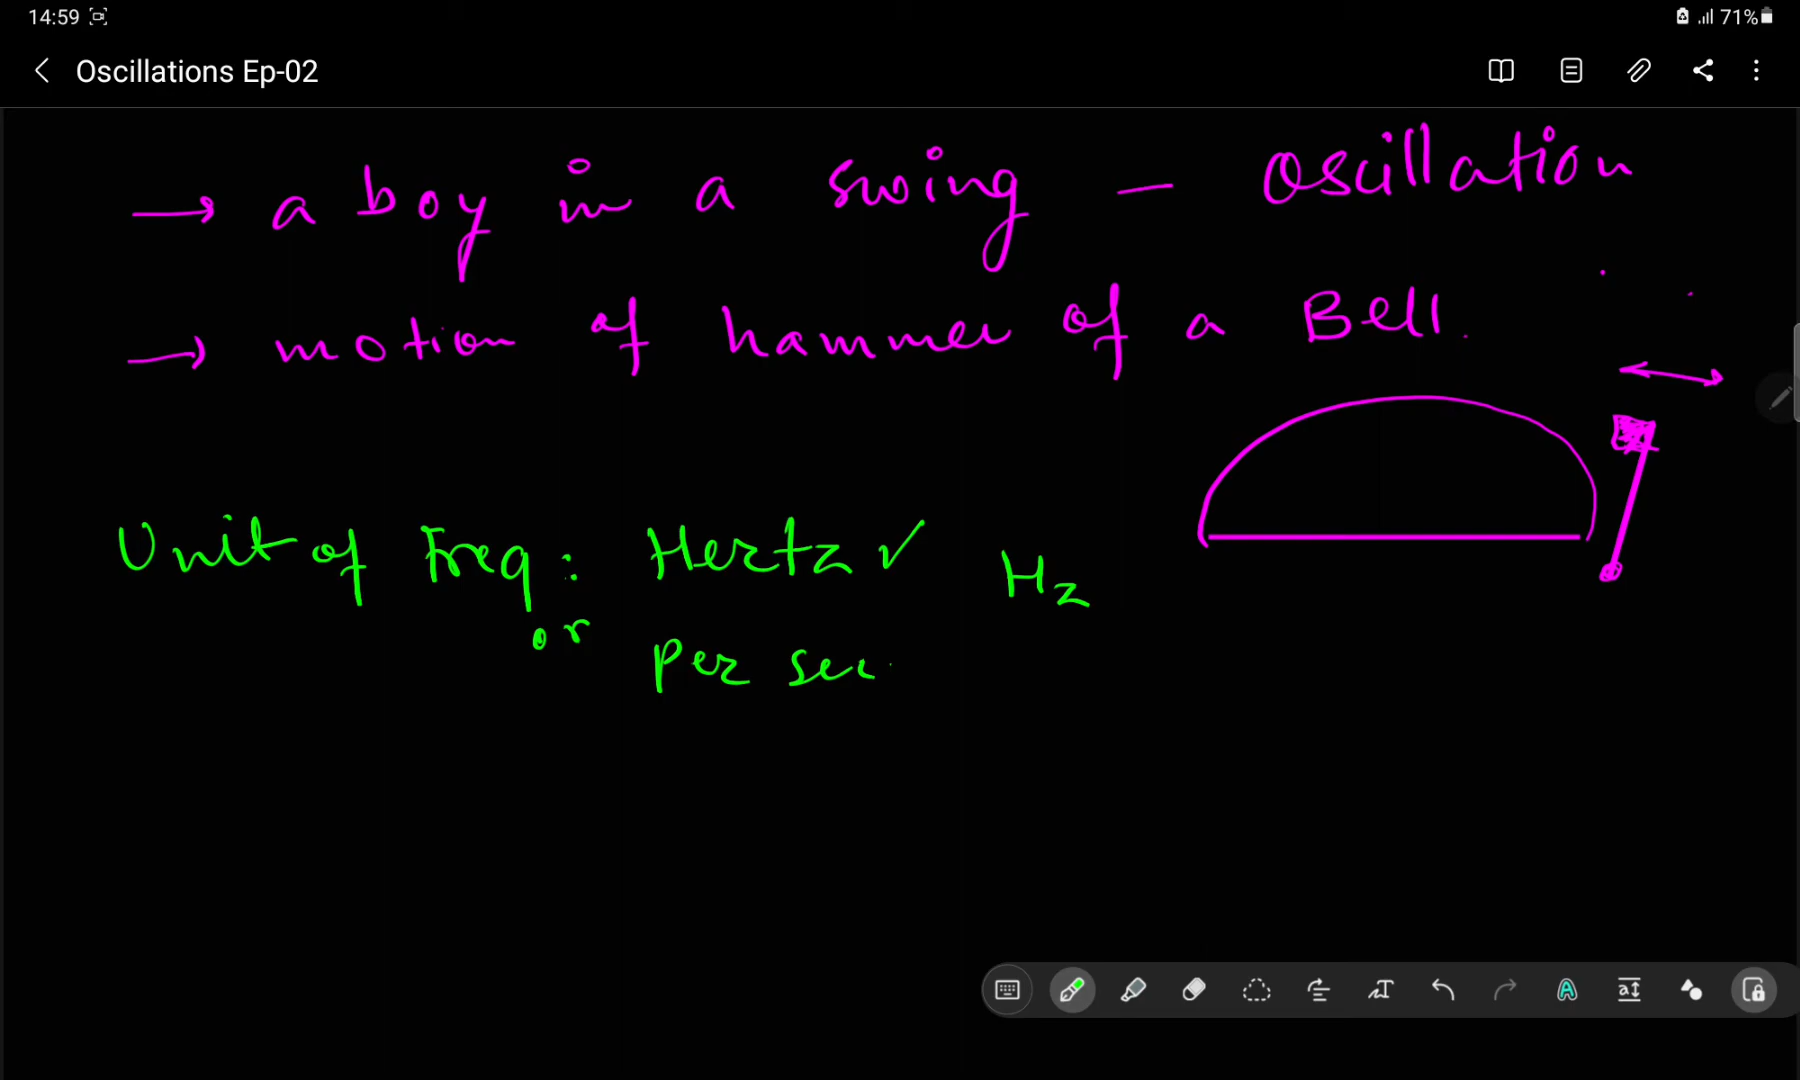 14:59
71%
Oscillations Ep-02
→ a boy in a swing — Oscillation
→ motion of hammer of a Bell.
Unit of Freq : Hertz ✓ Hz
or
Per sec.